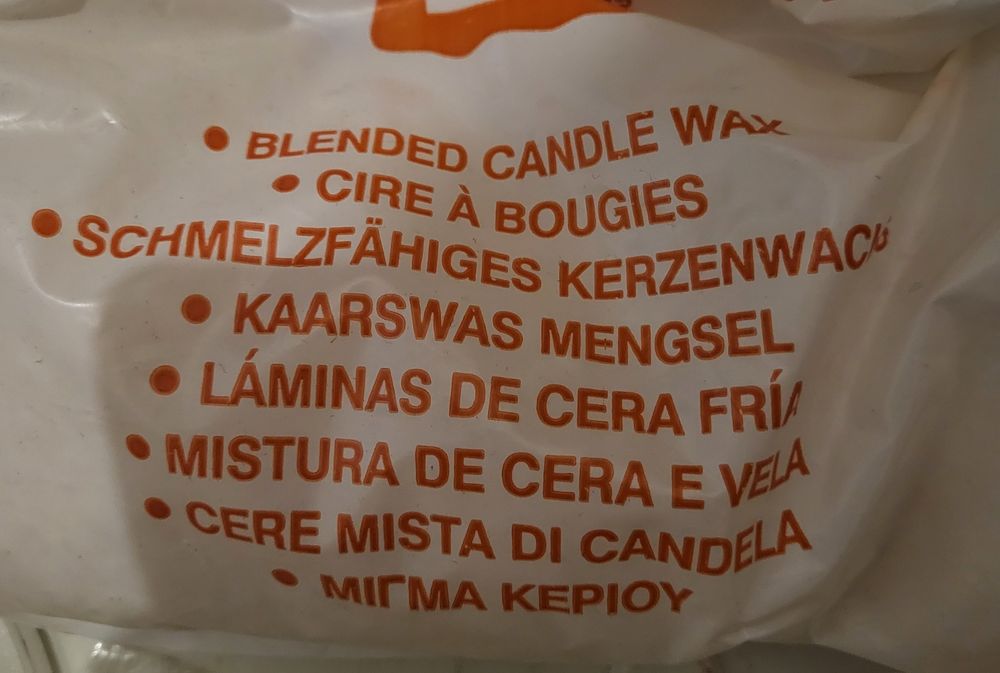 • BLENDED CANDLE WAX
• CIRE À BOUGIES
• SCHMELZFÄHIGES KERZENWACHS
• KAARSWAS MENGSEL
• LÁMINAS DE CERA FRÍA
• MISTURA DE CERA E VELA
• CERE MISTA DI CANDELA
• ΜΙΓΜΑ ΚΕΡΙΟΥ